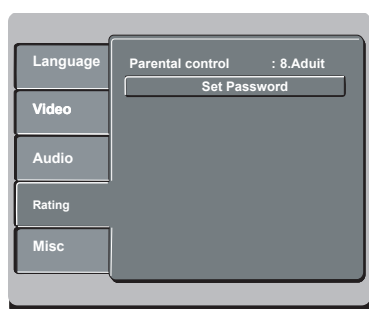 Language
Parental control : 8.Aduit
Set Password
Video
Audio
Rating
Misc